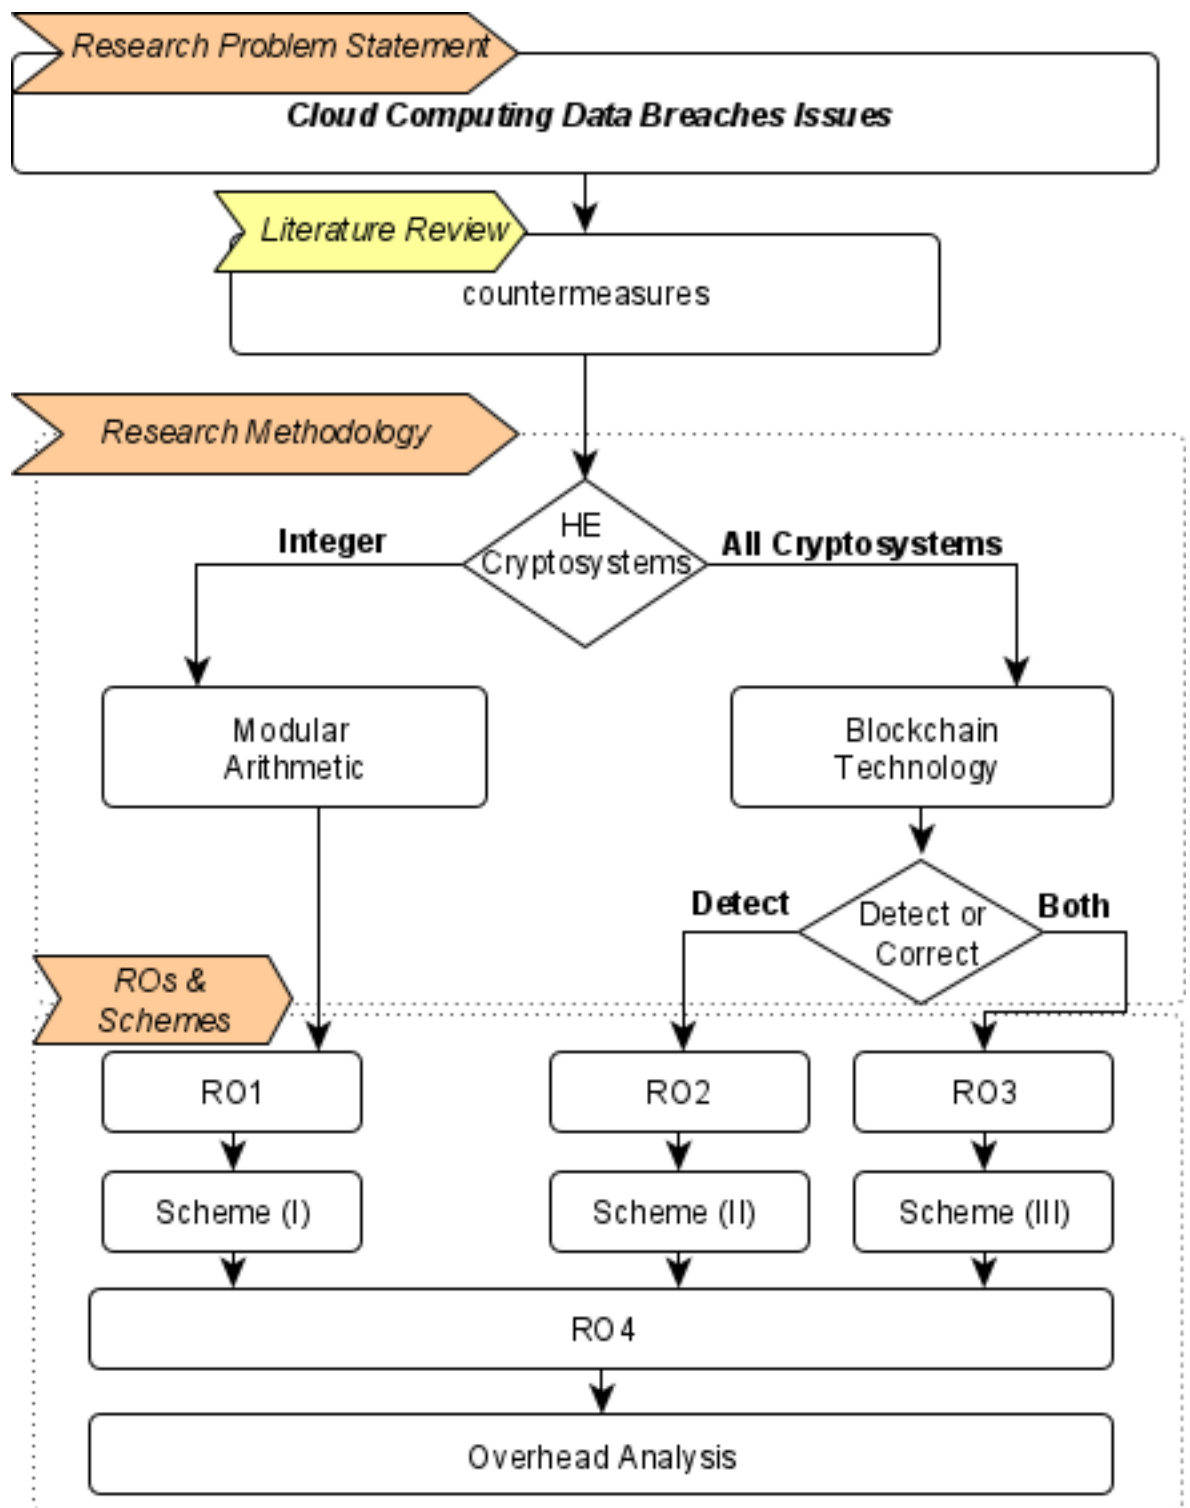 Research Problem Statement
Cloud Computing Data Breaches Issues
Literature Review
countermeasures
Research Methodology
HE
Cryptosystems
Integer
All Cryptosystems
Modular
Arithmetic
Blockchain
Technology
Detect
Detect or
Correct
Both
ROs &
Schemes
RO1
RO2
RO3
Scheme (I)
Scheme (II)
Scheme (III)
RO4
Overhead Analysis